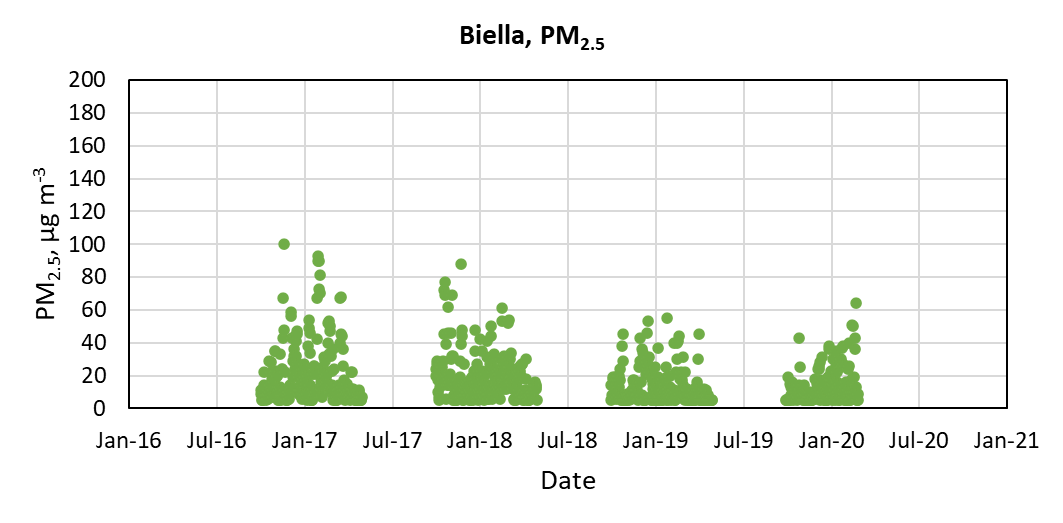 Biella, PM2.5
200
180
160
140
120
100
80
60
40
20
0
PM2.5, µg m-3
Jan-16 Jul-16 Jan-17 Jul-17 Jan-18 Jul-18 Jan-19 Jul-19 Jan-20 Jul-20 Jan-21
Date